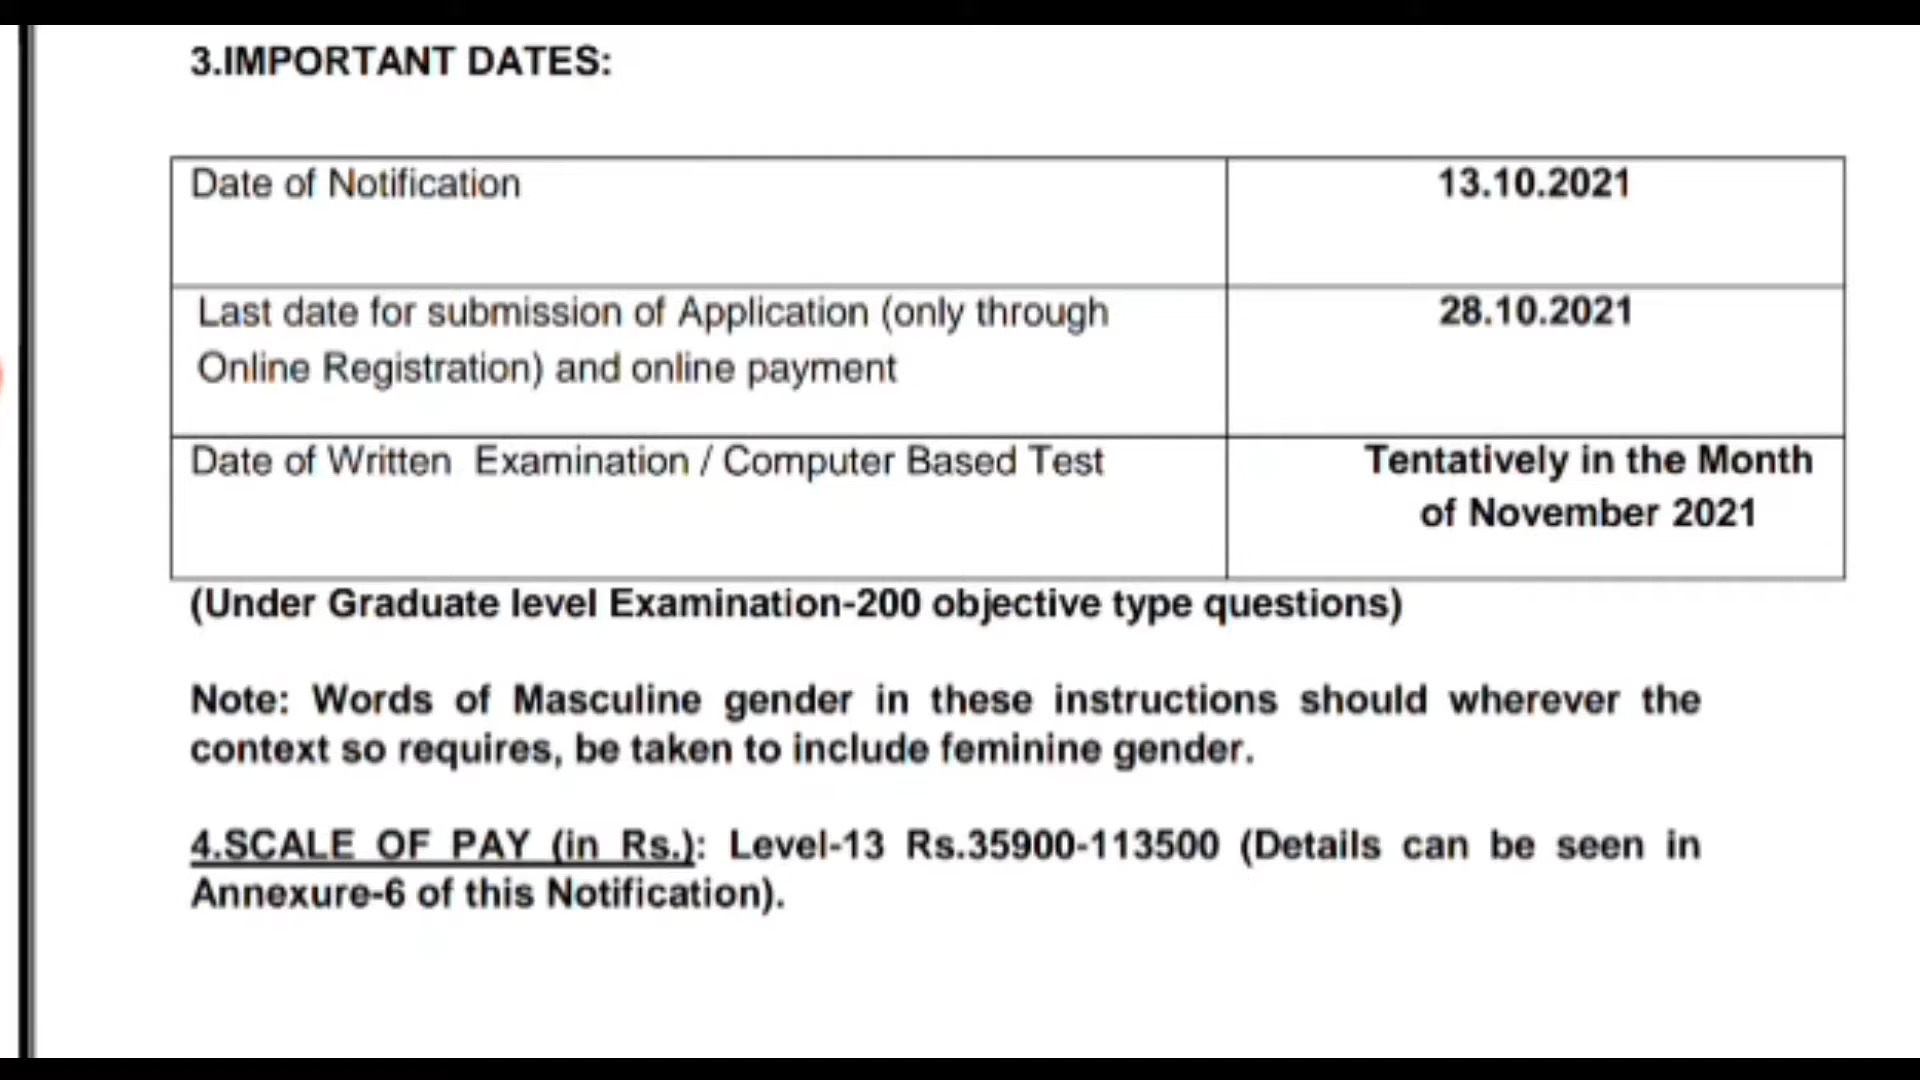 3.IMPORTANT DATES:
Date of Notification
13.10.2021
Last date for submission of Application (only through
Online Registration) and online payment
28.10.2021
Date of Written Examination / Computer Based Test
Tentatively in the Month
of November 2021
(Under Graduate level Examination-200 objective type questions)
Note: Words of Masculine gender in these instructions should wherever the
context so requires, be taken to include feminine gender.
4.SCALE OF PAY (in Rs.): Level-13 Rs.35900-113500 (Details can be seen in
Annexure-6 of this Notification).